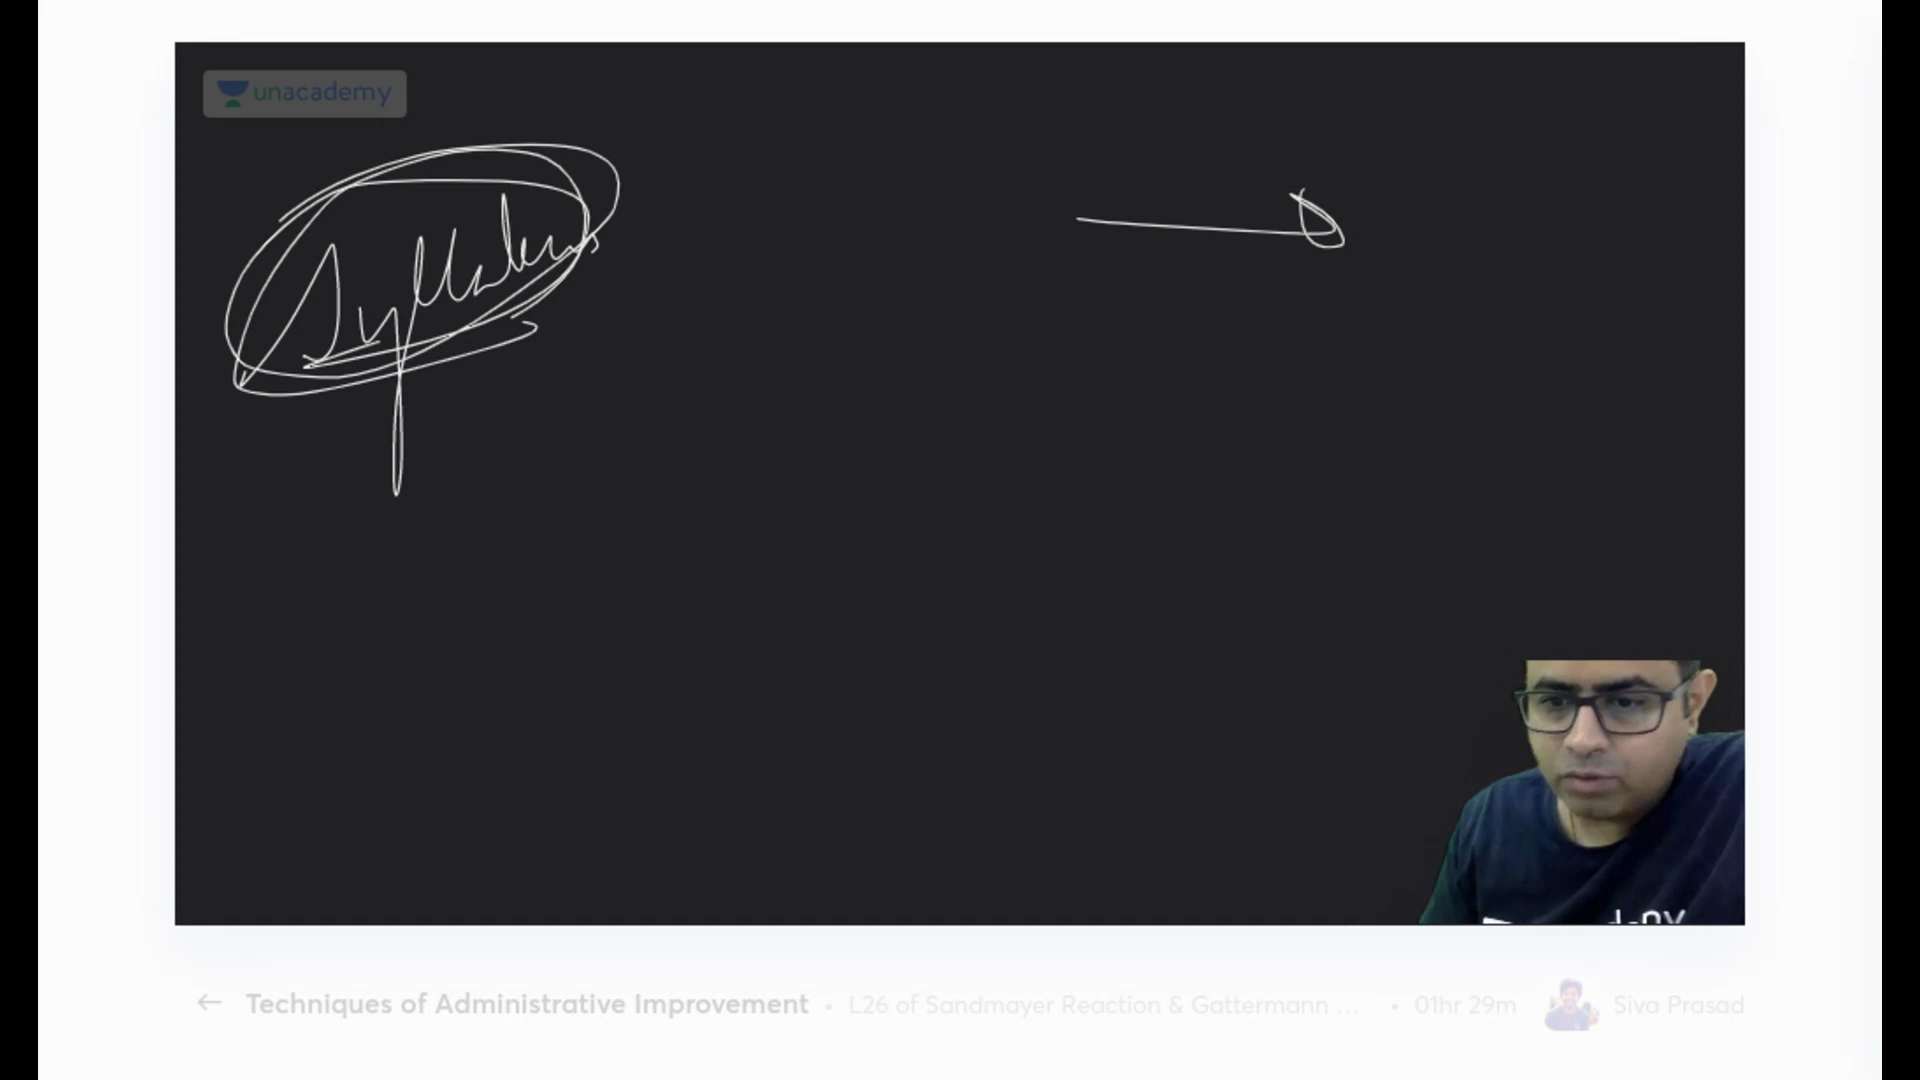 unacademy
Syllabus
Techniques of Administrative Improvement • L26 of Sandmayer Reaction & Gattermann ... • 01hr 29m Siva Prasad